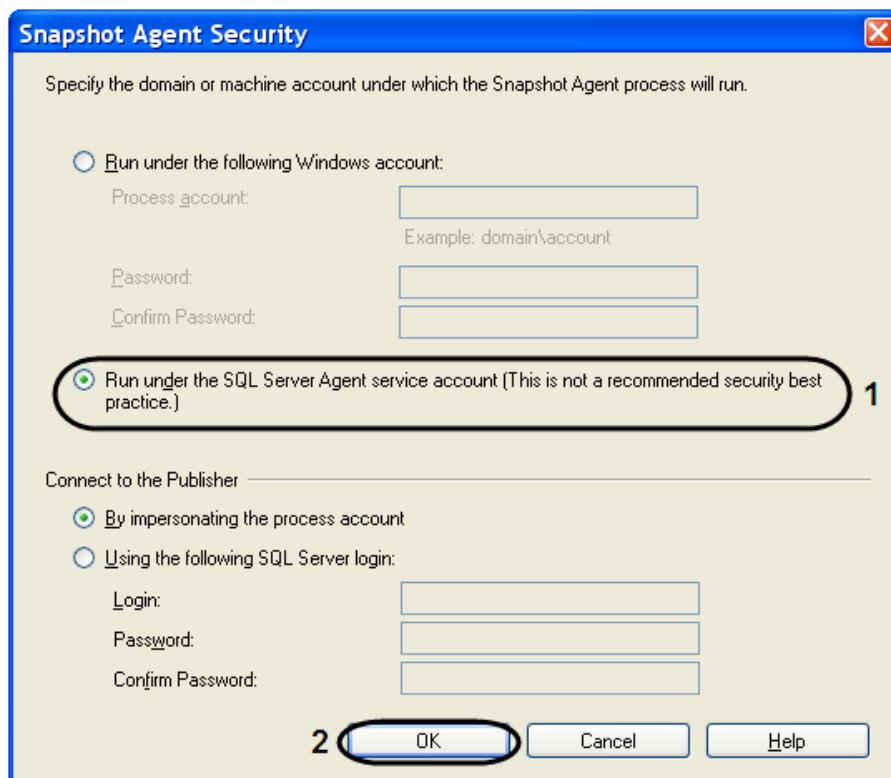 Snapshot Agent Security
Specify the domain or machine account under which the Snapshot Agent process will run.
Run under the following Windows account:
Process account:
Example: domain\account
Password:
Confirm Password:
Run under the SQL Server Agent service account (This is not a recommended security best
practice.)
1
Connect to the Publisher
By impersonating the process account
Using the following SQL Server login:
Login:
Password:
Confirm Password:
2
OK
Cancel
Help